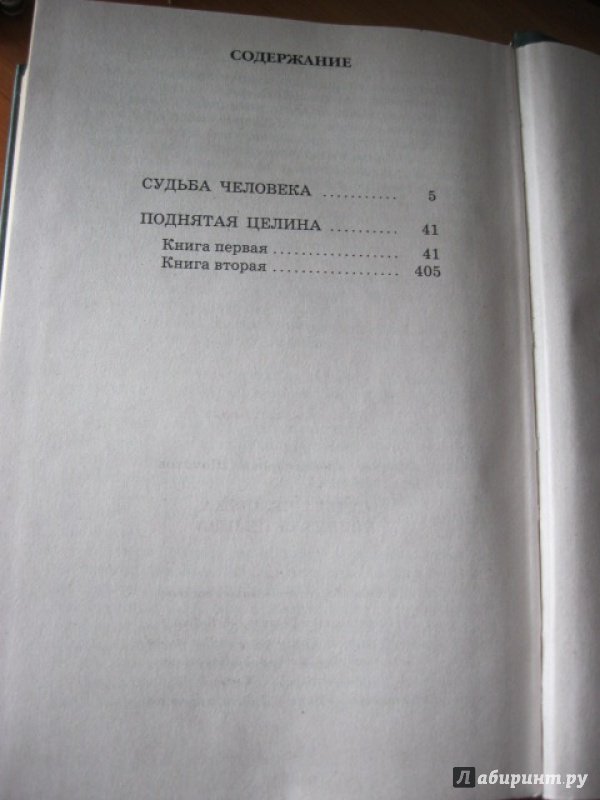 СОДЕРЖАНИЕ
СУДЬБА ЧЕЛОВЕКА ........... 5
ПОДНЯТАЯ ЦЕЛИНА .......... 41
Книга первая .................. 41
Книга вторая .................. 405
Лабиринт.ру